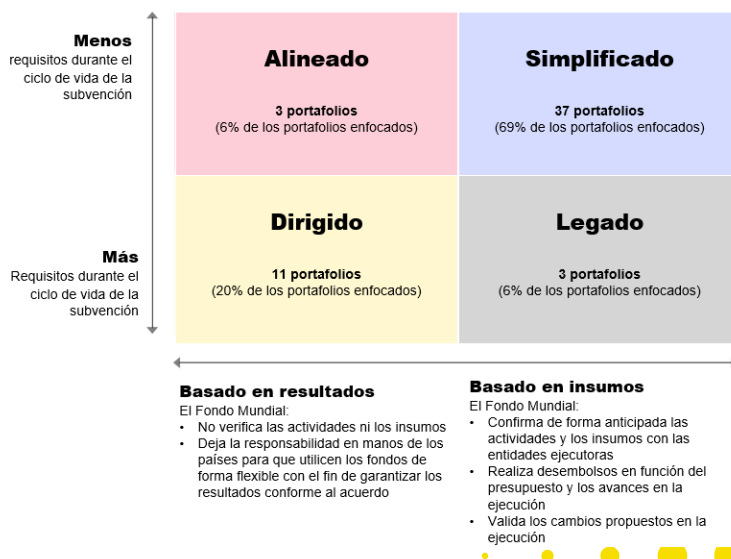 Menos
requisitos durante el
ciclo de vida de la
subvención
Alineado
3 portafolios
(6% de los portafolios enfocados)
Simplificado
37 portafolios
(69% de los portafolios enfocados)
Más
Requisitos durante el
ciclo de vida de la
subvención
Dirigido
11 portafolios
(20% de los portafolios enfocados)
Legado
3 portafolios
(6% de los portafolios enfocados)
Basado en resultados
El Fondo Mundial:
• No verifica las actividades ni los insumos
• Deja la responsabilidad en manos de los
países para que utilicen los fondos de
forma flexible con el fin de garantizar los
resultados conforme al acuerdo
Basado en insumos
El Fondo Mundial:
• Confirma de forma anticipada las
actividades y los insumos con las
entidades ejecutoras
• Realiza desembolsos en función del
presupuesto y los avances en la
ejecución
• Valida los cambios propuestos en la
ejecución